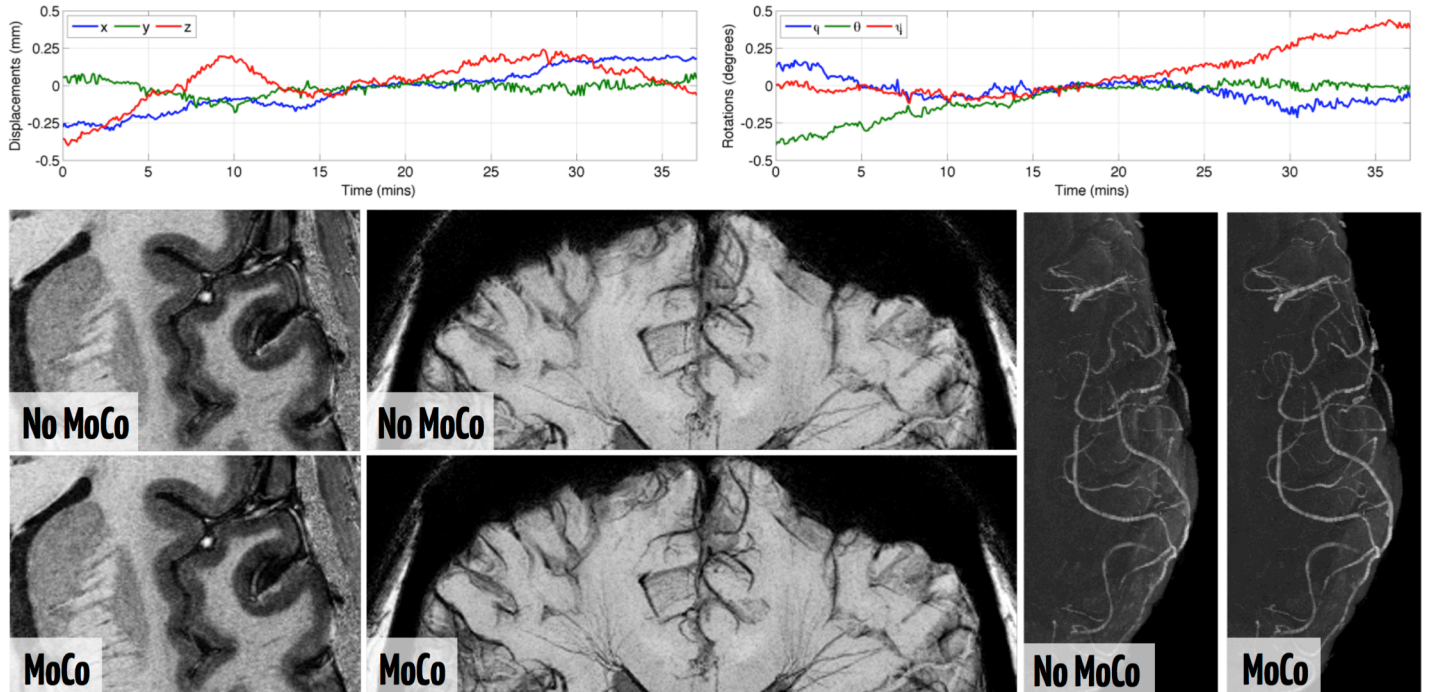 Displacements (mm)
0.5
0.25
0
-0.25
-0.5
x y z
0 5 10 15 20 25 30 35
Time (mins)
Rotations (degrees)
0.5
0.25
0
-0.25
-0.5
θ
0 5 10 15 20 25 30 35
Time (mins)
No MoCo
No MoCo
MoCo
MoCo
No MoCo
MoCo